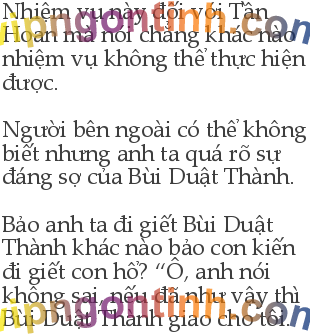 Nhiệm vụ này đối với Tần
Hoan mà nói chẳng khác nào
nhiệm vụ không thể thực hiện
được.
Người bên ngoài có thể không
biết nhưng anh ta quá rõ sự
đáng sợ của Bùi Duật Thành.
Bảo anh ta đi giết Bùi Duật
Thành khác nào bảo con kiến
đi giết con hổ? “Ồ, anh nói
không sai, nếu đã như vậy thì
Bùi Duật Thành giao cho tôi.
vipngontinh.com
vipngontinh.com